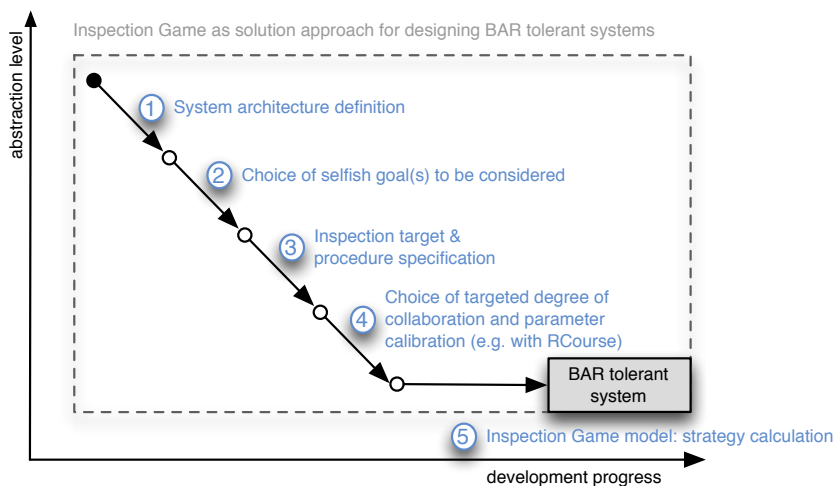 Inspection Game as solution approach for designing BAR tolerant systems
abstraction level
1 System architecture definition
2 Choice of selfish goal(s) to be considered
3 Inspection target &
procedure specification
4 Choice of targeted degree of
collaboration and parameter
calibration (e.g. with RCourse)
BAR tolerant
system
5 Inspection Game model: strategy calculation
development progress